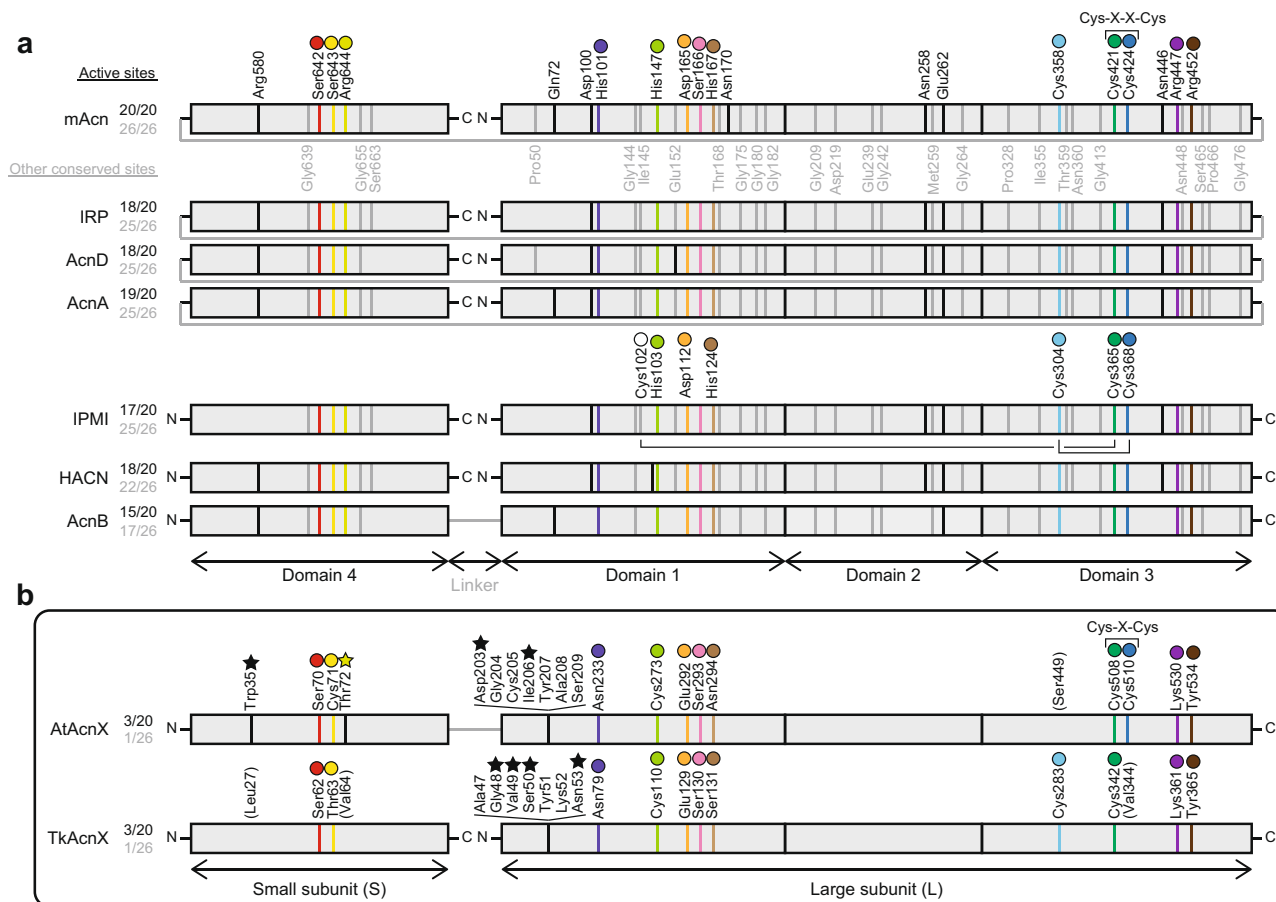 a
Cys-X-X-Cys
Active sites
Arg580
Ser642
Ser643
Arg644
Gln72
Asp100
His101
His147
Asp165
Ser166
His167
Asn170
Asn258
Glu262
Cys358
Cys421
Cys424
Asn446
Arg447
Arg452
mAcn 20/20 C N
26/26
Other conserved sites
Gly639
Gly655
Ser663
Pro50
Gly144
Ile145
Glu152
Thr168
Gly175
Gly180
Gly182
Gly209
Asp219
Glu239
Gly242
Met259
Gly264
Pro328
Ile355
Thr359
Asn360
Gly413
Asn448
Ser465
Pro466
Gly476
IRP 18/20 C N
25/26
AcnD 18/20 C N
25/26
AcnA 19/20 C N
25/26
Cys102
His103
Asp112
His124
Cys304
Cys365
Cys368
IPMI 17/20 N C N C
25/26
HACN 18/20 N C N C
22/26
AcnB 15/20 N C
17/26
Domain 4 Linker Domain 1 Domain 2 Domain 3
b
Cys-X-Cys
Trp35
Ser70
Cys71
Thr72
Asp203
Gly204
Cys205
Ile206
Tyr207
Ala208
Ser209
Asn233
Cys273
Glu292
Ser293
Asn294
(Ser449)
Cys508
Cys510
Lys530
Tyr534
AtAcnX 3/20 N C
1/26
(Leu27)
Ser62
Thr63
(Val64)
Ala47
Gly48
Val49
Ser50
Tyr51
Lys52
Asn53
Asn79
Cys110
Glu129
Ser130
Ser131
Cys283
Cys342
(Val344)
Lys361
Tyr365
TkAcnX 3/20 N C N C
1/26
Small subunit (S) Large subunit (L)